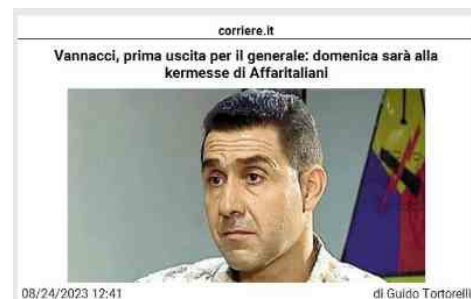 corriere.it
Vannacci, prima uscita per il generale: domenica sarà alla
kermesse di Affaritaliani
08/24/2023 12:41
di Guido Tortorelli